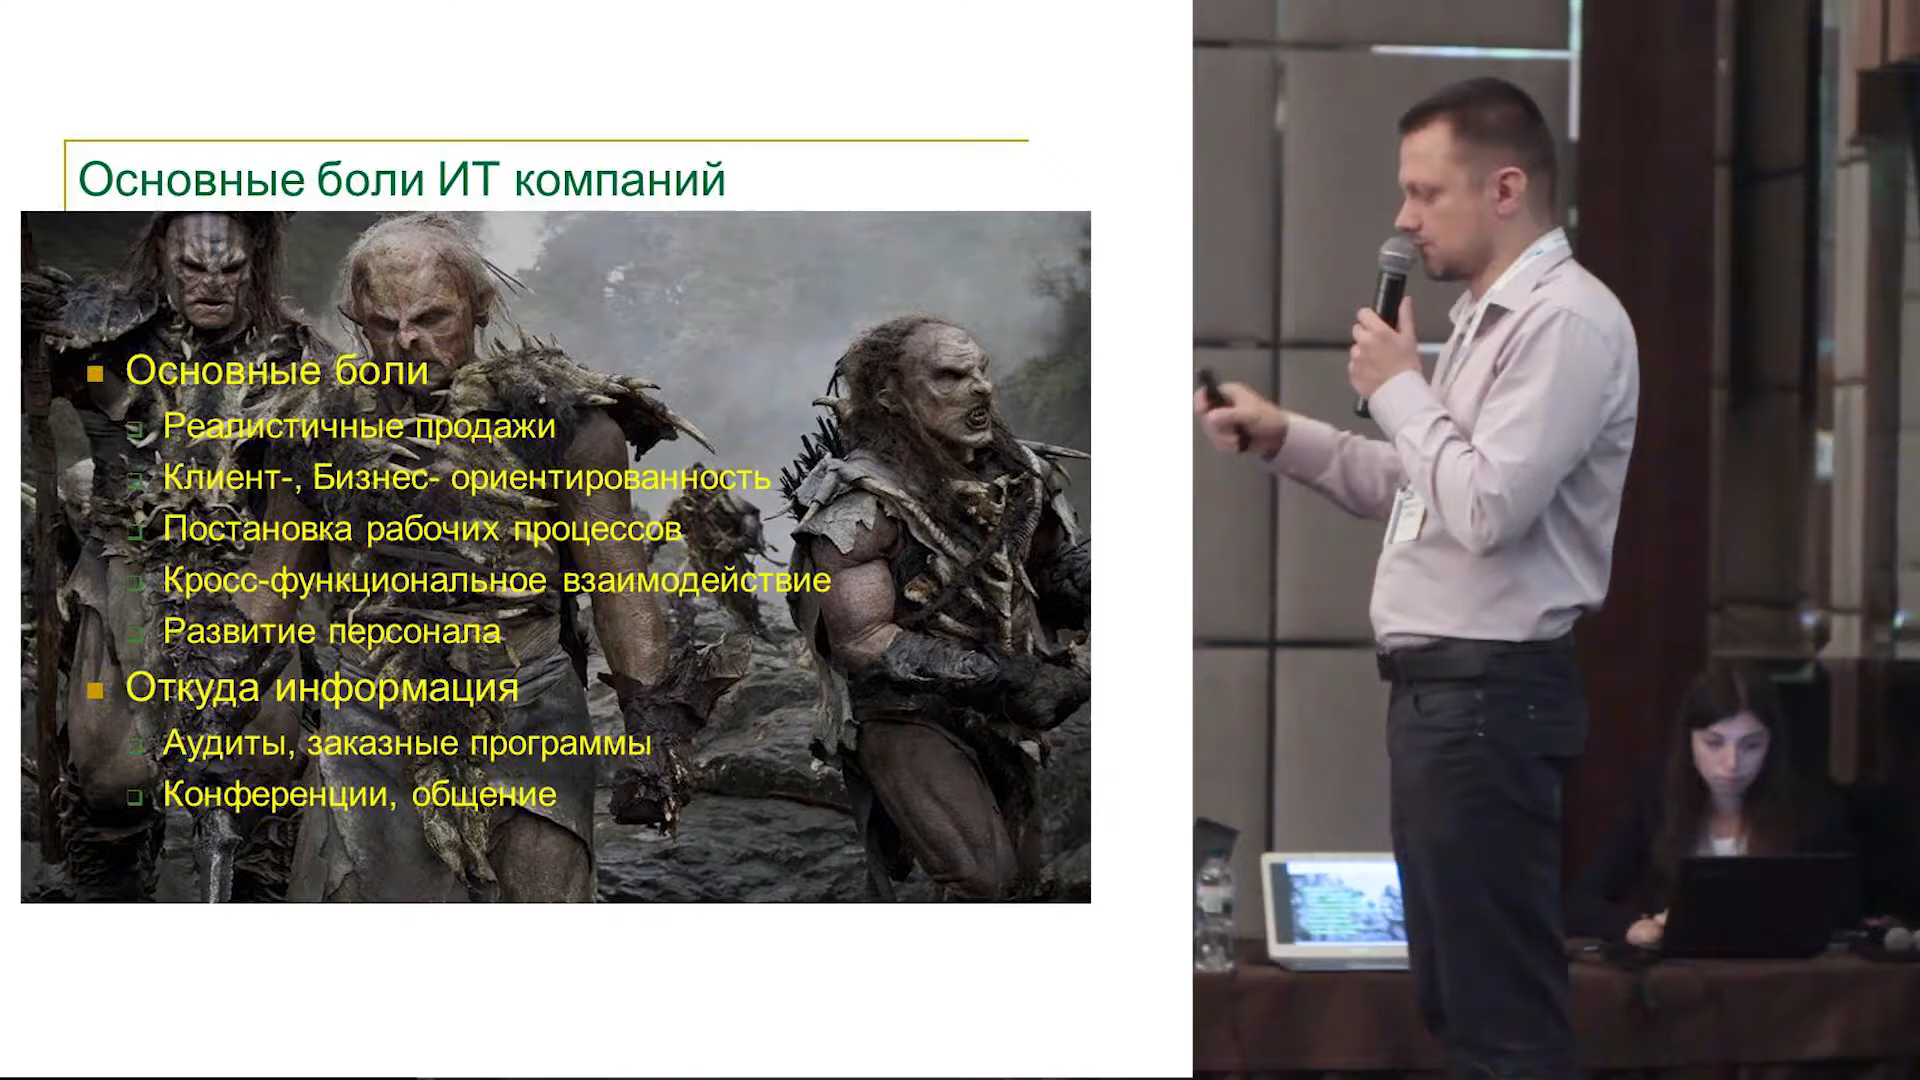 Основные боли ИТ компаний
Основные боли
Реалистичные продажи
Клиент-, Бизнес- ориентированность
Постановка рабочих процессов
Кросс-функциональное взаимодействие
Развитие персонала
Откуда информация
Аудиты, заказные программы
Конференции, общение